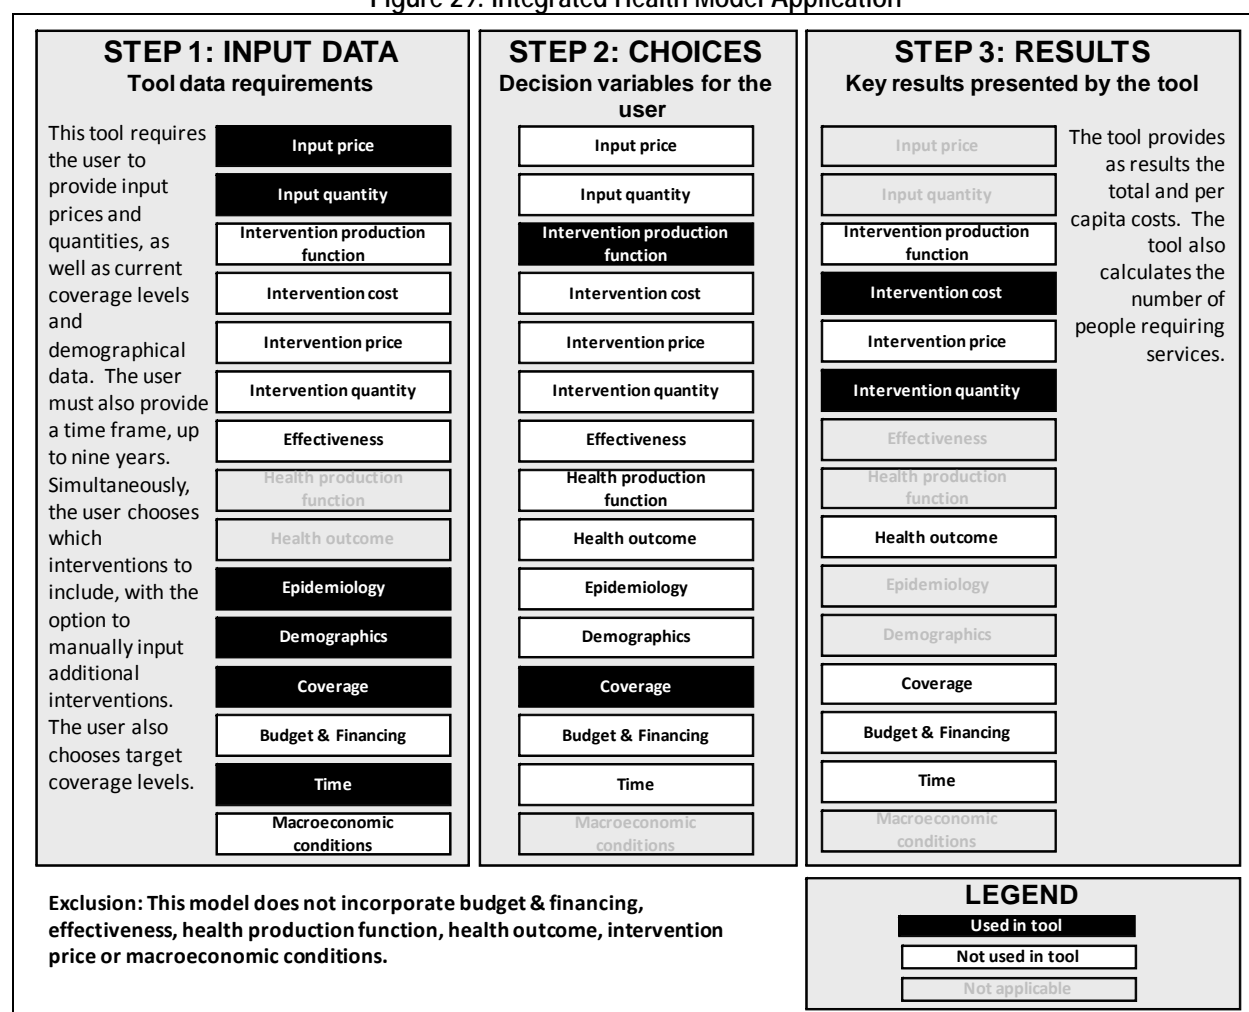 Figure 29: Integrated Health Model Application
STEP 1: INPUT DATA
Tool data requirements
This tool requires
the user to
provide input
prices and
quantities, as
well as current
coverage levels
and
demographical
data. The user
must also provide
a time frame, up
to nine years.
Simultaneously,
the user chooses
which
interventions to
include, with the
option to
manually input
additional
interventions.
The user also
chooses target
coverage levels.
Input price
Input quantity
Intervention production
function
Intervention cost
Intervention price
Intervention quantity
Effectiveness
Health production
function
Health outcome
Epidemiology
Demographics
Coverage
Budget & Financing
Time
Macroeconomic
conditions
STEP 2: CHOICES
Decision variables for the
user
Input price
Input quantity
Intervention production
function
Intervention cost
Intervention price
Intervention quantity
Effectiveness
Health production
function
Health outcome
Epidemiology
Demographics
Coverage
Budget & Financing
Time
Macroeconomic
conditions
STEP 3: RESULTS
Key results presented by the tool
Input price
Input quantity
Intervention production
function
Intervention cost
Intervention price
Intervention quantity
Effectiveness
Health production
function
Health outcome
Epidemiology
Demographics
Coverage
Budget & Financing
Time
Macroeconomic
conditions
The tool provides
as results the
total and per
capita costs. The
tool also
calculates the
number of
people requiring
services.
Exclusion: This model does not incorporate budget & financing,
effectiveness, health production function, health outcome, intervention
price or macroeconomic conditions.
LEGEND
Used in tool
Not used in tool
Not applicable